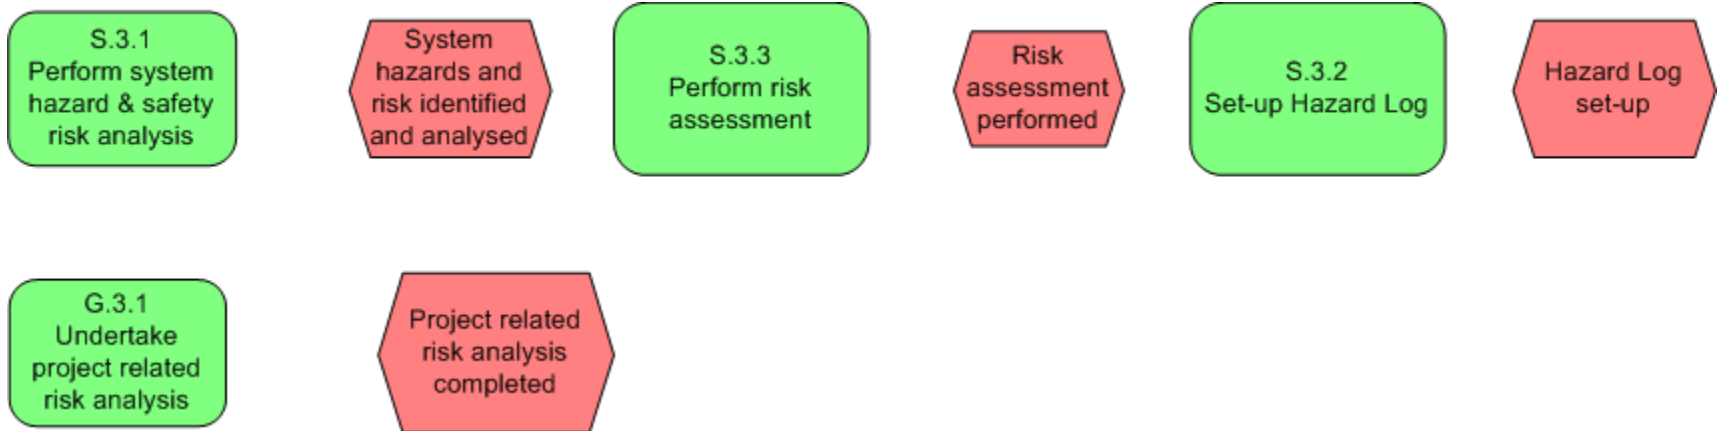 S.3.1
Perform system
hazard & safety
risk analysis
System
hazards and
risk identified
and analysed
S.3.3
Perform risk
assessment
Risk
assessment
performed
S.3.2
Set-up Hazard Log
Hazard Log
set-up
G.3.1
Undertake
project related
risk analysis
Project related
risk analysis
completed